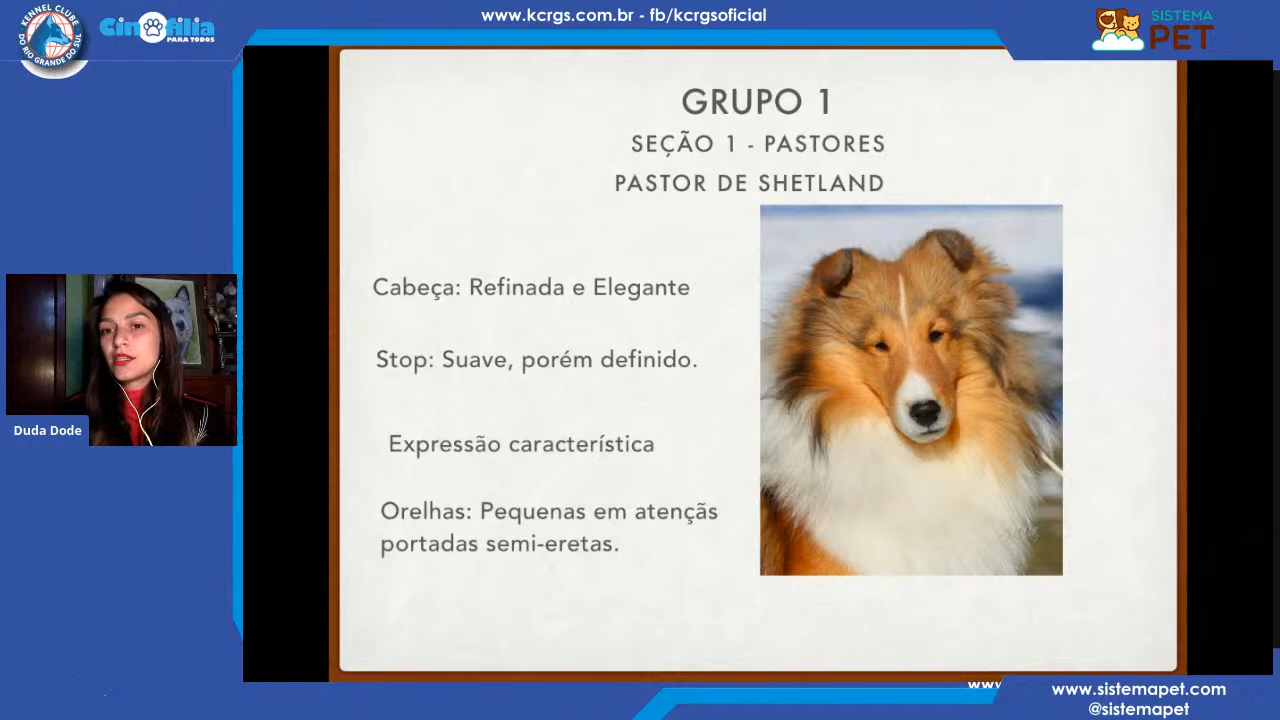 www.kcrgs.com.br - fb/kcrgsoficial
KENNEL CLUBE
DO RIO GRANDE DO SUL
Cinofilia
PARA TODOS
SISTEMA
PET
GRUPO 1
SEÇÃO 1 - PASTORES
PASTOR DE SHETLAND
Cabeça: Refinada e Elegante
Stop: Suave, porém definido.
Expressão característica
Orelhas: Pequenas em atençãs
portadas semi-eretas.
Duda Dode
www.sistemapet.com
@sistemapet